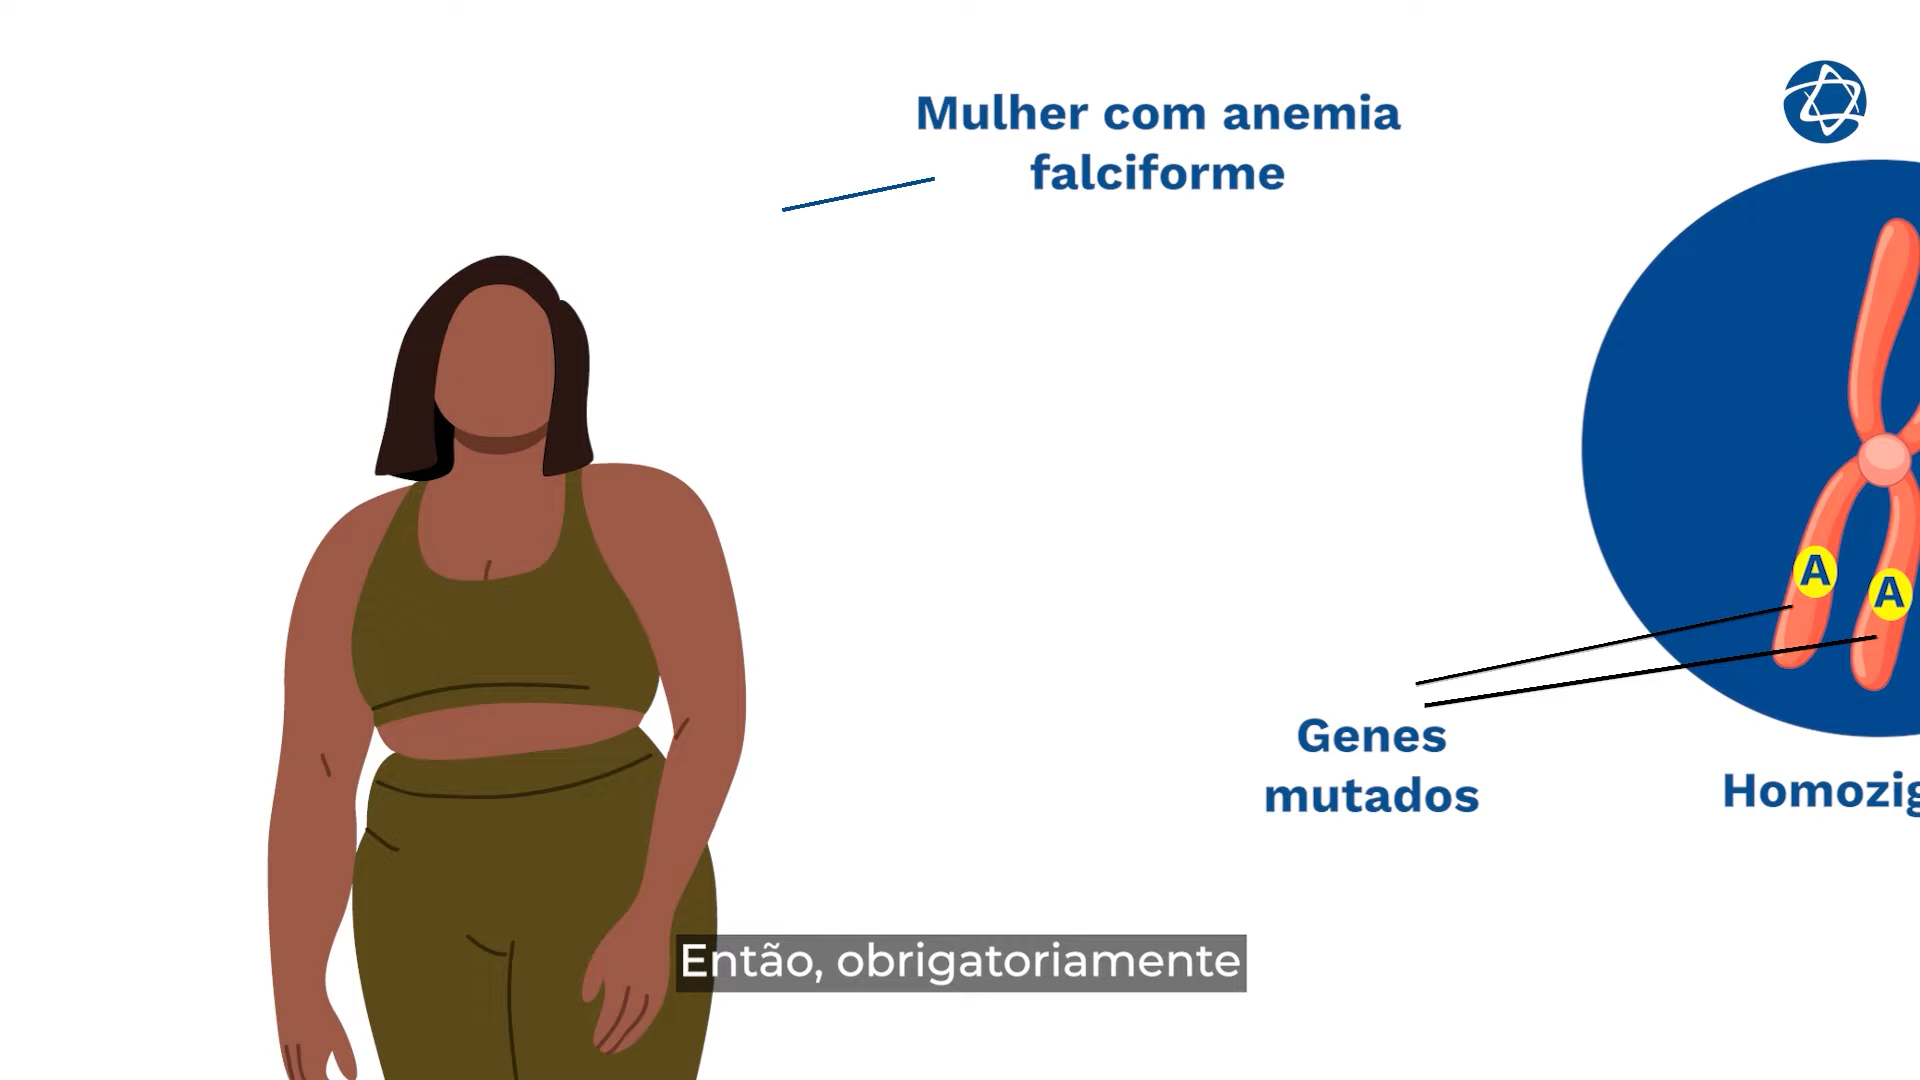 Mulher com anemia
falciforme
A
A
Genes
mutados
Homozig
Então, obrigatoriamente